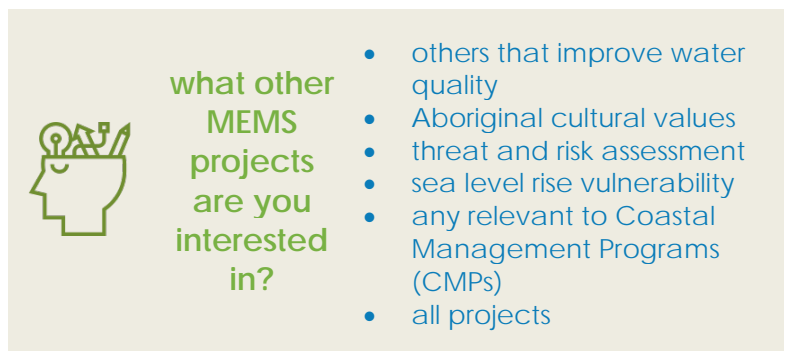 what other
MEMS
projects
are you
interested
in?
• others that improve water
quality
• Aboriginal cultural values
• threat and risk assessment
• sea level rise vulnerability
• any relevant to Coastal
Management Programs
(CMPs)
• all projects